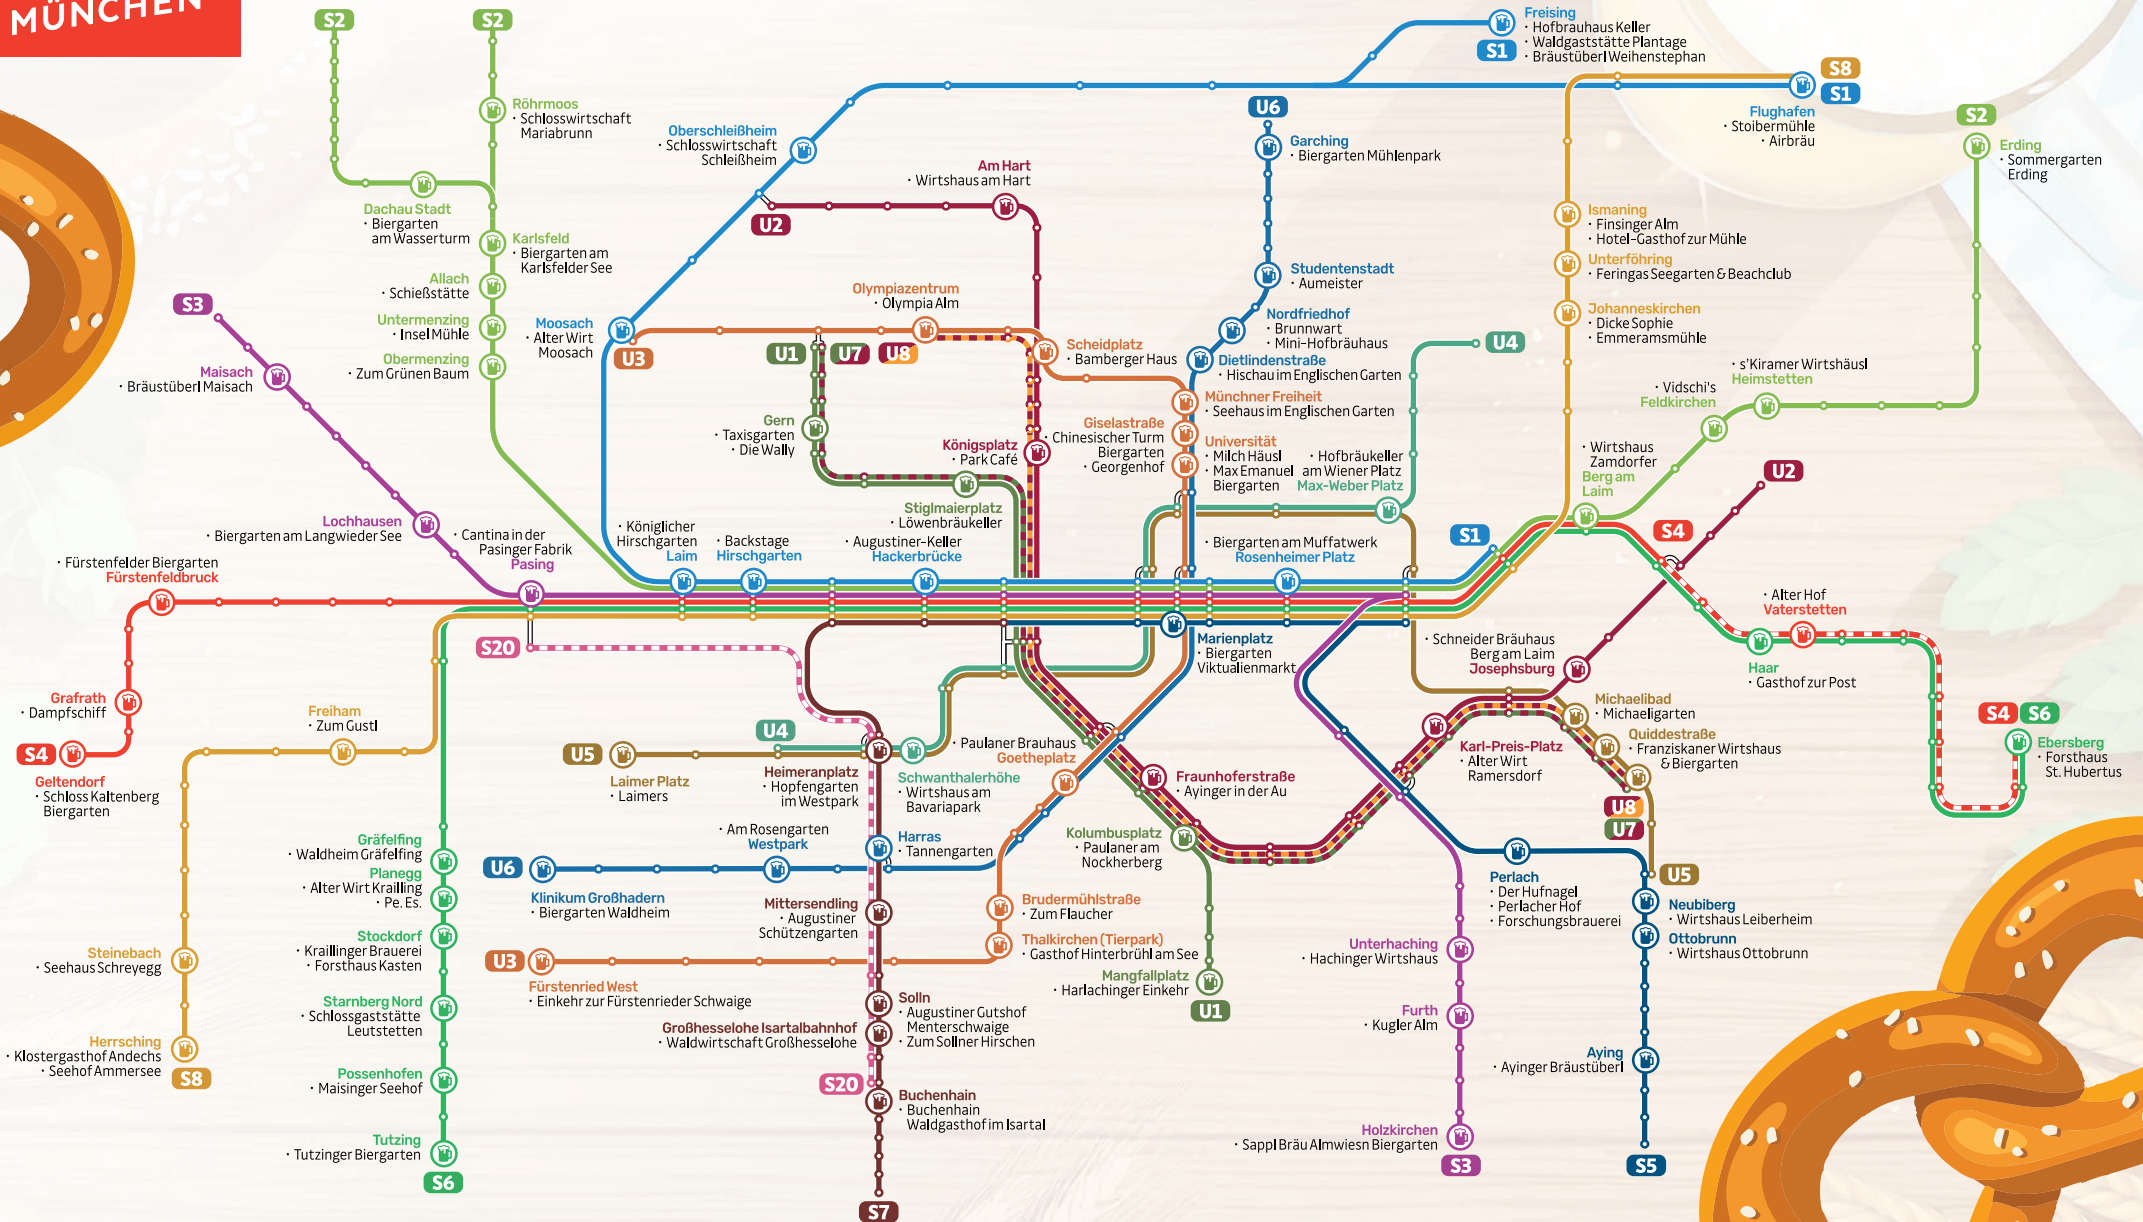 MÜNCHEN
S2
S2
Freising
· Hofbrauhaus Keller
· Waldgaststätte Plantage
· Bräustüberl Weihenstephan
S1
S8
S1
Flughafen
· Stoibermühle
· Airbräu
Röhrmoos
· Schlosswirtschaft
Mariabrunn
Oberschleißheim
· Schlosswirtschaft
Schleißheim
U6
Garching
· Biergarten Mühlenpark
S2
Erding
· Sommergarten
Erding
Am Hart
· Wirtshaus am Hart
U2
Dachau Stadt
· Biergarten
am Wasserturm
Karlsfeld
· Biergarten am
Karlsfelder See
Ismaning
· Finsinger Alm
· Hotel-Gasthof zur Mühle
Unterföhring
· Feringas Seegarten & Beachclub
Allach
· Schießstätte
Studentenstadt
· Aumeister
S3
Olympiazentrum
· Olympia Alm
Untermenzing
· Insel Mühle
Moosach
· Alter Wirt
Moosach
U3
Nordfriedhof
· Brunnwart
· Mini-Hofbräuhaus
Johanneskirchen
· Dicke Sophie
· Emmeramsmühle
U1
U7
U8
Scheidplatz
· Bamberger Haus
U4
Obermenzing
· Zum Grünen Baum
Dietlindenstraße
· Hischau im Englischen Garten
Maisach
· Bräustüberl Maisach
· s'Kiramer Wirtshäusl
Heimstetten
· Vidschi's
Feldkirchen
Münchner Freiheit
· Seehaus im Englischen Garten
Gern
· Taxisgarten
· Die Wally
Giselastraße
· Chinesischer Turm
Biergarten
· Georgenhof
Königsplatz
· Park Café
Universität
· Milch Häusl
· Max Emanuel
Biergarten
· Hofbräukeller
am Wiener Platz
Max-Weber Platz
· Wirtshaus
Zamdorfer
Berg am
Laim
U2
Stiglmaierplatz
· Löwenbräukeller
Lochhausen
· Biergarten am Langwieder See
· Cantina in der
Pasinger Fabrik
Pasing
· Königlicher
Hirschgarten
Laim
· Backstage
Hirschgarten
· Augustiner-Keller
Hackerbrücke
· Biergarten am Muffatwerk
Rosenheimer Platz
S1
S4
· Fürstenfelder Biergarten
Fürstenfeldbruck
· Alter Hof
Vaterstetten
S20
Marienplatz
· Biergarten
Viktualienmarkt
· Schneider Bräuhaus
Berg am Laim
Josephsburg
Haar
· Gasthof zur Post
Grafrath
· Dampfschiff
Freiham
· Zum Gustl
Michaelibad
· Michaeligarten
S4
S6
Ebersberg
· Forsthaus
St. Hubertus
S4
Geltendorf
· Schloss Kaltenberg
Biergarten
U4
U5
Laimer Platz
· Laimers
Heimeranplatz
· Hopfengarten
im Westpark
· Paulaner Brauhaus
Goetheplatz
Schwanthalerhöhe
· Wirtshaus am
Bavariapark
Quiddestraße
· Franziskaner Wirtshaus
& Biergarten
Karl-Preis-Platz
· Alter Wirt
Ramersdorf
Fraunhoferstraße
· Ayinger in der Au
U8
U7
Gräfelfing
· Waldheim Gräfelfing
Planegg
· Alter Wirt Krailling
· Pe. Es.
· Am Rosengarten
Westpark
Harras
· Tannengarten
Kolumbusplatz
· Paulaner am
Nockherberg
U6
Klinikum Großhadern
· Biergarten Waldheim
U5
Perlach
· Der Hufnagel
· Perlacher Hof
· Forschungsbrauerei
Mittersendling
· Augustiner
Schützengarten
Brudermühlstraße
· Zum Flaucher
Neubiberg
· Wirtshaus Leiberheim
Stockdorf
· Kraillinger Brauerei
· Forsthaus Kasten
Thalkirchen (Tierpark)
· Gasthof Hinterbrühl am See
Ottobrunn
· Wirtshaus Ottobrunn
Unterhaching
· Hachinger Wirtshaus
Steinebach
· Seehaus Schreyegg
U3
Fürstenried West
· Einkehr zur Fürstenrieder Schwaige
Mangfallplatz
· Harlachinger Einkehr
U1
Starnberg Nord
· Schlossgaststätte
Leutstetten
Solln
· Augustiner Gutshof
Menterschwaige
· Zum Sollner Hirschen
Furth
· Kugler Alm
Großhesselohe Isartalbahnhof
· Waldwirtschaft Großhesselohe
Herrsching
· Klostergasthof Andechs
· Seehof Ammersee
S8
Aying
· Ayinger Bräustüberl
Possenhofen
· Maisinger Seehof
S20
Buchenhain
· Buchenhain
Waldgasthof im Isartal
Holzkirchen
· Sappl Bräu Almwiesn Biergarten
S3
Tutzing
· Tutzinger Biergarten
S6
S5
S7